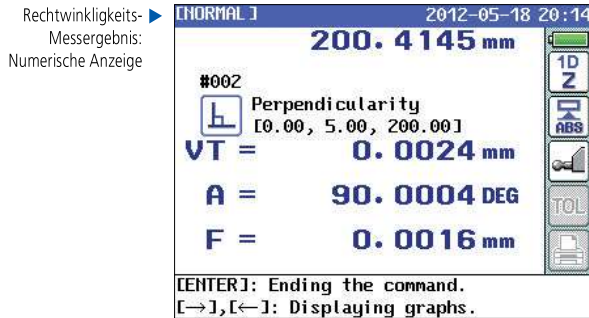 Rechtwinkligkeits-
Messergebnis:
Numerische Anzeige
[NORMAL] 2012-05-18 20:14
200.4145 mm
1D
Z
#002
Perpendicularity
[0.00, 5.00, 200.00]
ABS
VT = 0.0024 mm
A = 90.0004 DEG
TOL
F = 0.0016 mm
[ENTER]: Ending the command.
[→],[←]: Displaying graphs.